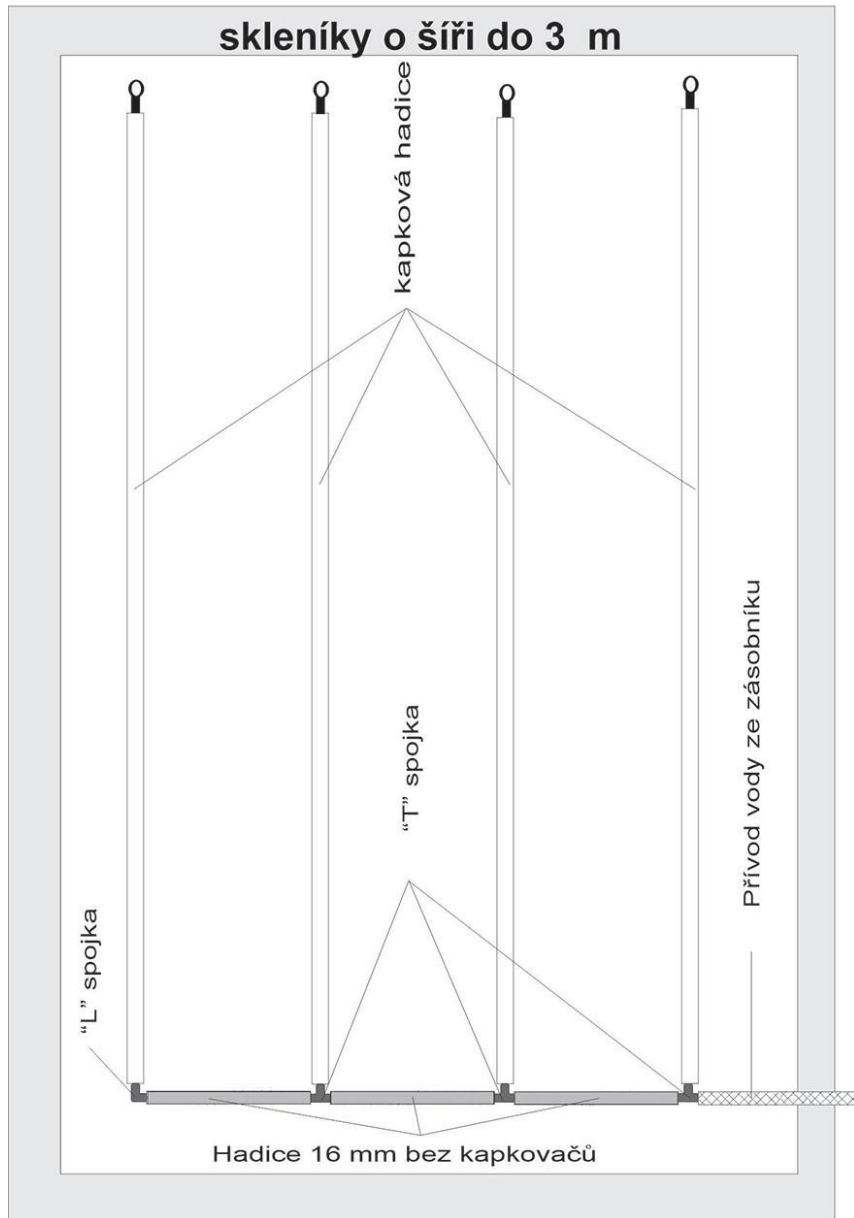 skleníky o šíři do 3 m
kapková hadice
“T” spojka
Přívod vody ze zásobníku
“L” spojka
Hadice 16 mm bez kapkovačů